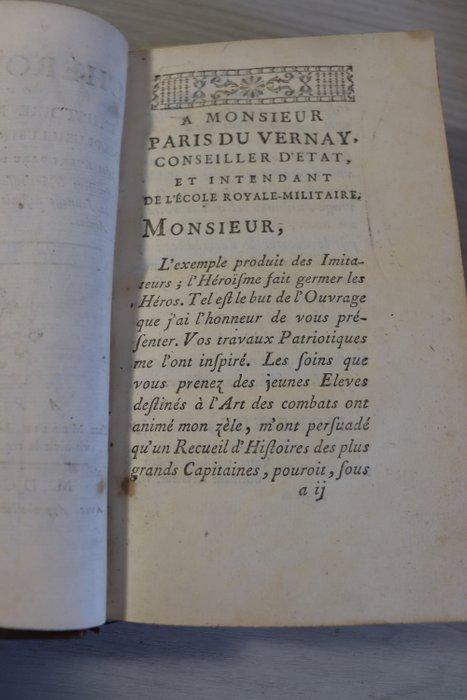 A MONSIEUR
PARIS DU VERNAY,
CONSEILLER D'ETAT,
ET INTENDANT
DE L'ÉCOLE ROYALE-MILITAIRE,
MONSIEUR,
L'exemple produit des Imita-
teurs ; l'Héroïſme fait germer les
Héros. Tel eſt le but de l'Ouvrage
que j'ai l'honneur de vous pré-
ſenter. Vos travaux Patriotiques
me l'ont inſpiré. Les ſoins que
vous prenez des jeunes Eleves
deſtinés à l'Art des combats ont
animé mon zèle, m'ont perſuadé
qu'un Recueil d'Hiſtoires des plus
grands Capitaines, pouroit, ſous
a ij